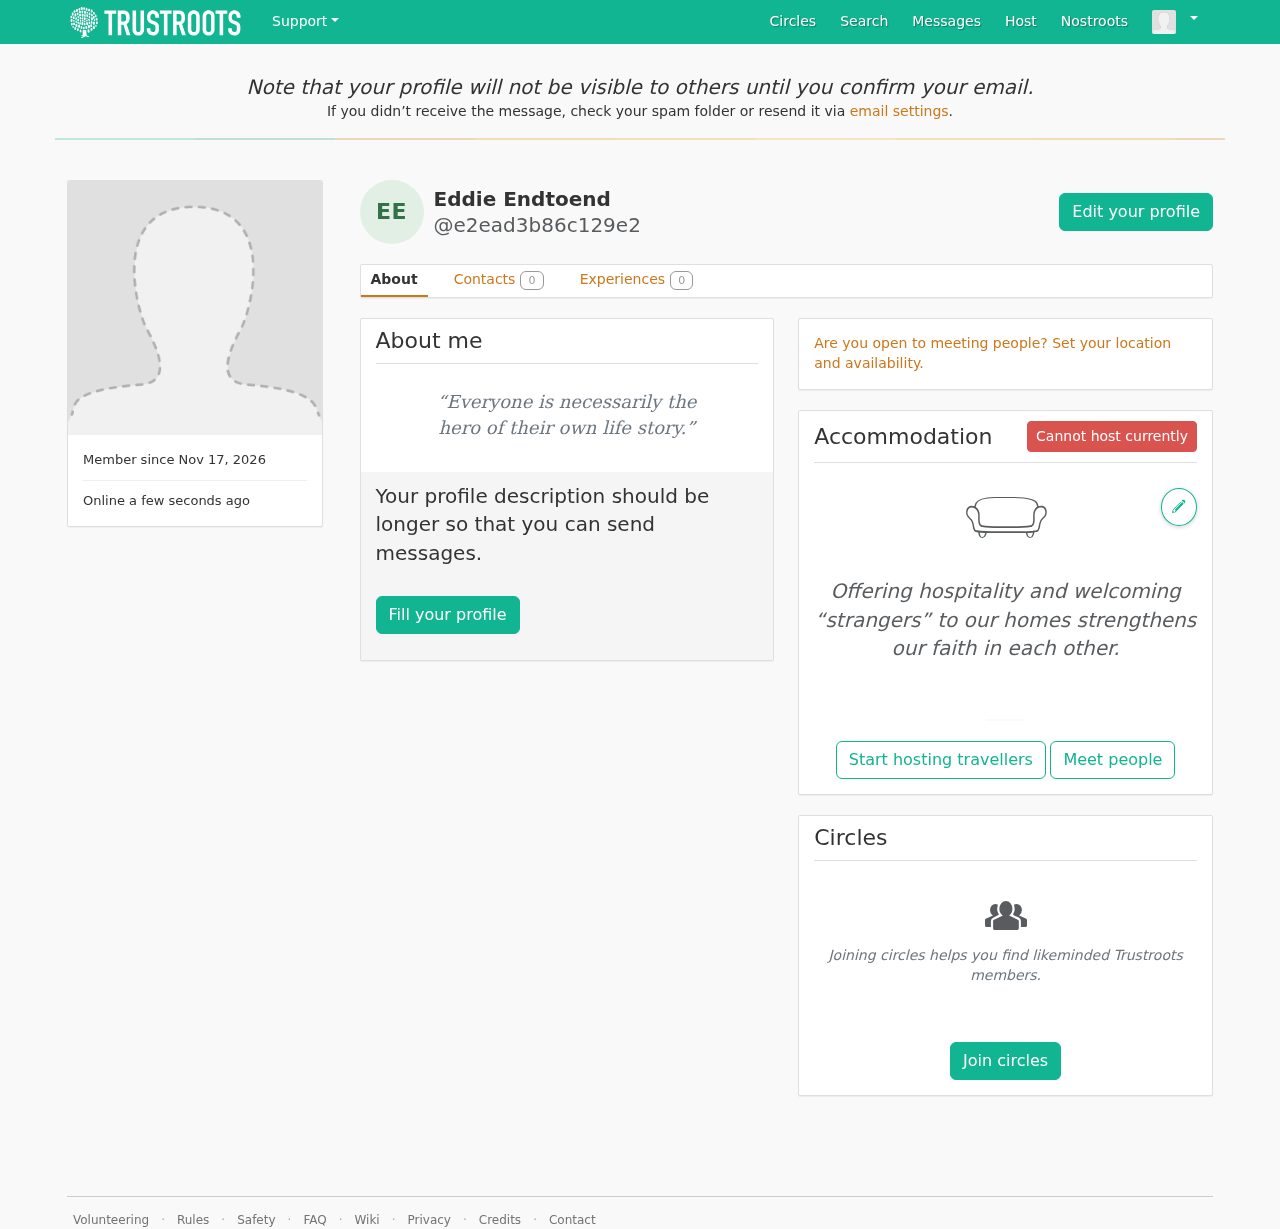 TRUSTROOTS
Support
Circles
Search
Messages
Host
Nostroots
Note that your profile will not be visible to others until you confirm your email.
If you didn’t receive the message, check your spam folder or resend it via email settings.
Member since Nov 17, 2026
Online a few seconds ago
EE
Eddie Endtoend
@e2ead3b86c129e2
Edit your profile
About
Contacts 0
Experiences 0
About me
“Everyone is necessarily the
hero of their own life story.”
Your profile description should be
longer so that you can send
messages.
Fill your profile
Are you open to meeting people? Set your location
and availability.
Accommodation
Cannot host currently
Offering hospitality and welcoming
“strangers” to our homes strengthens
our faith in each other.
Start hosting travellers
Meet people
Circles
Joining circles helps you find likeminded Trustroots
members.
Join circles
Volunteering · Rules · Safety · FAQ · Wiki · Privacy · Credits · Contact